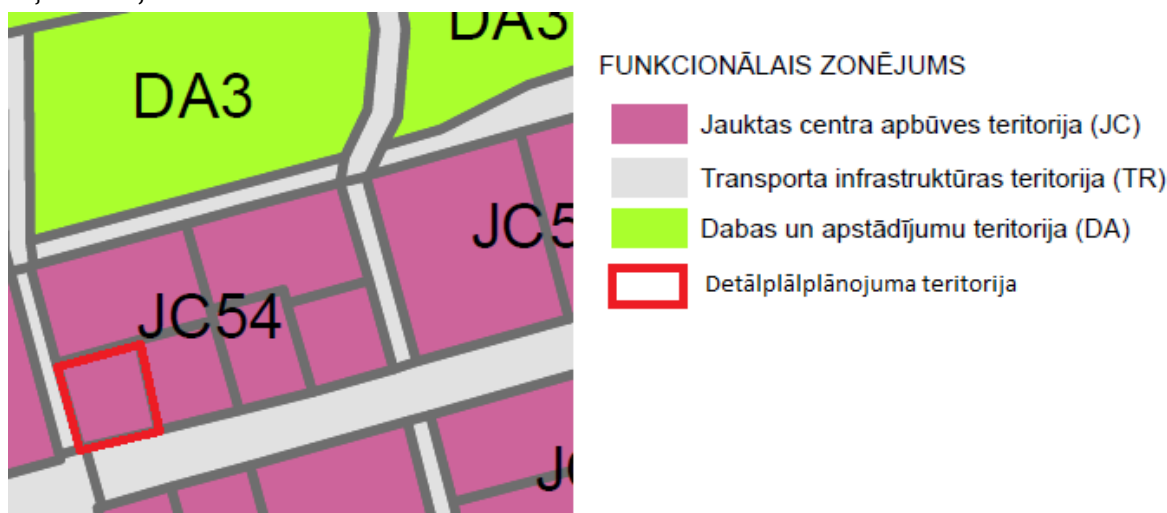 DA3
DA3
JC5
JC54
FUNKCIONĀLAIS ZONĒJUMS
Jauktas centra apbūves teritorija (JC)
Transporta infrastruktūras teritorija (TR)
Dabas un apstādījumu teritorija (DA)
Detālplālplānojuma teritorija